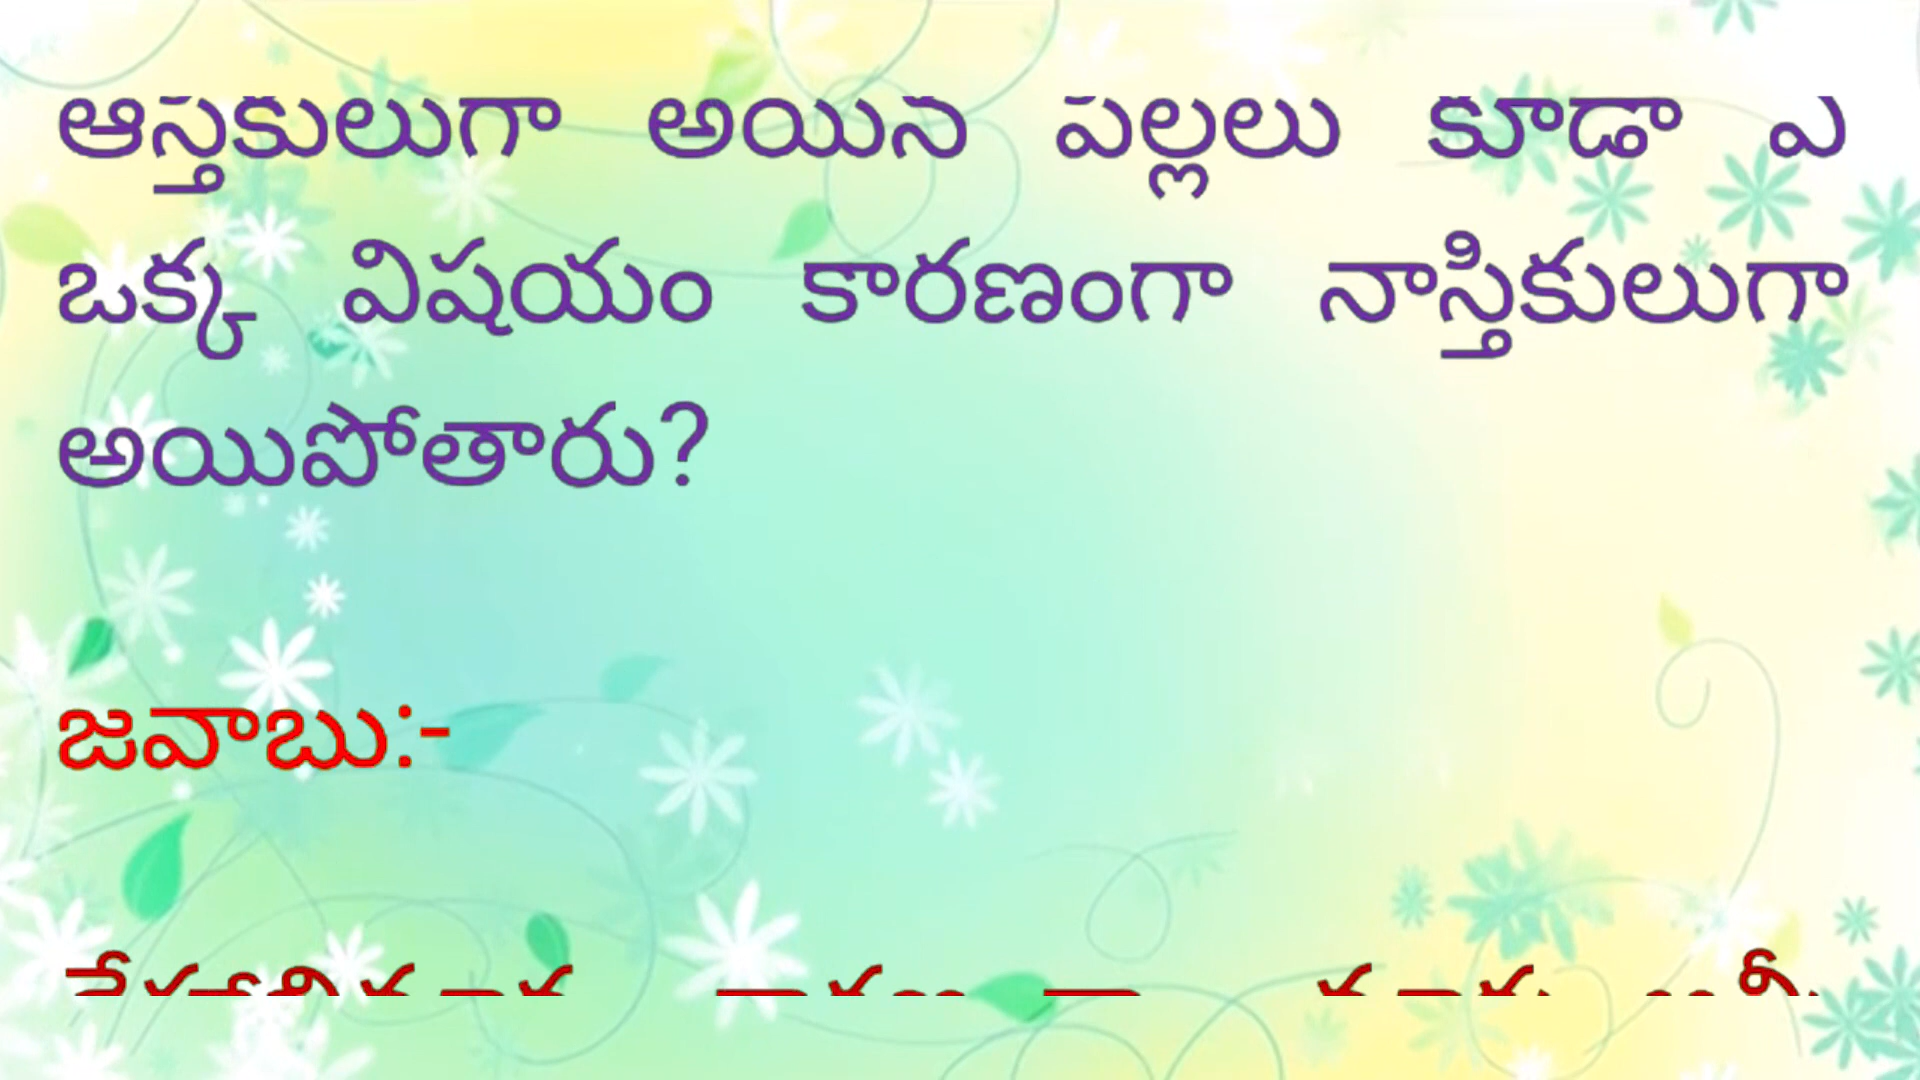 ఆస్తికులుగా అయిన పిల్లలు కూడా ఏ
ఒక్క విషయం కారణంగా నాస్తికులుగా
అయిపోతారు?
జవాబు:-